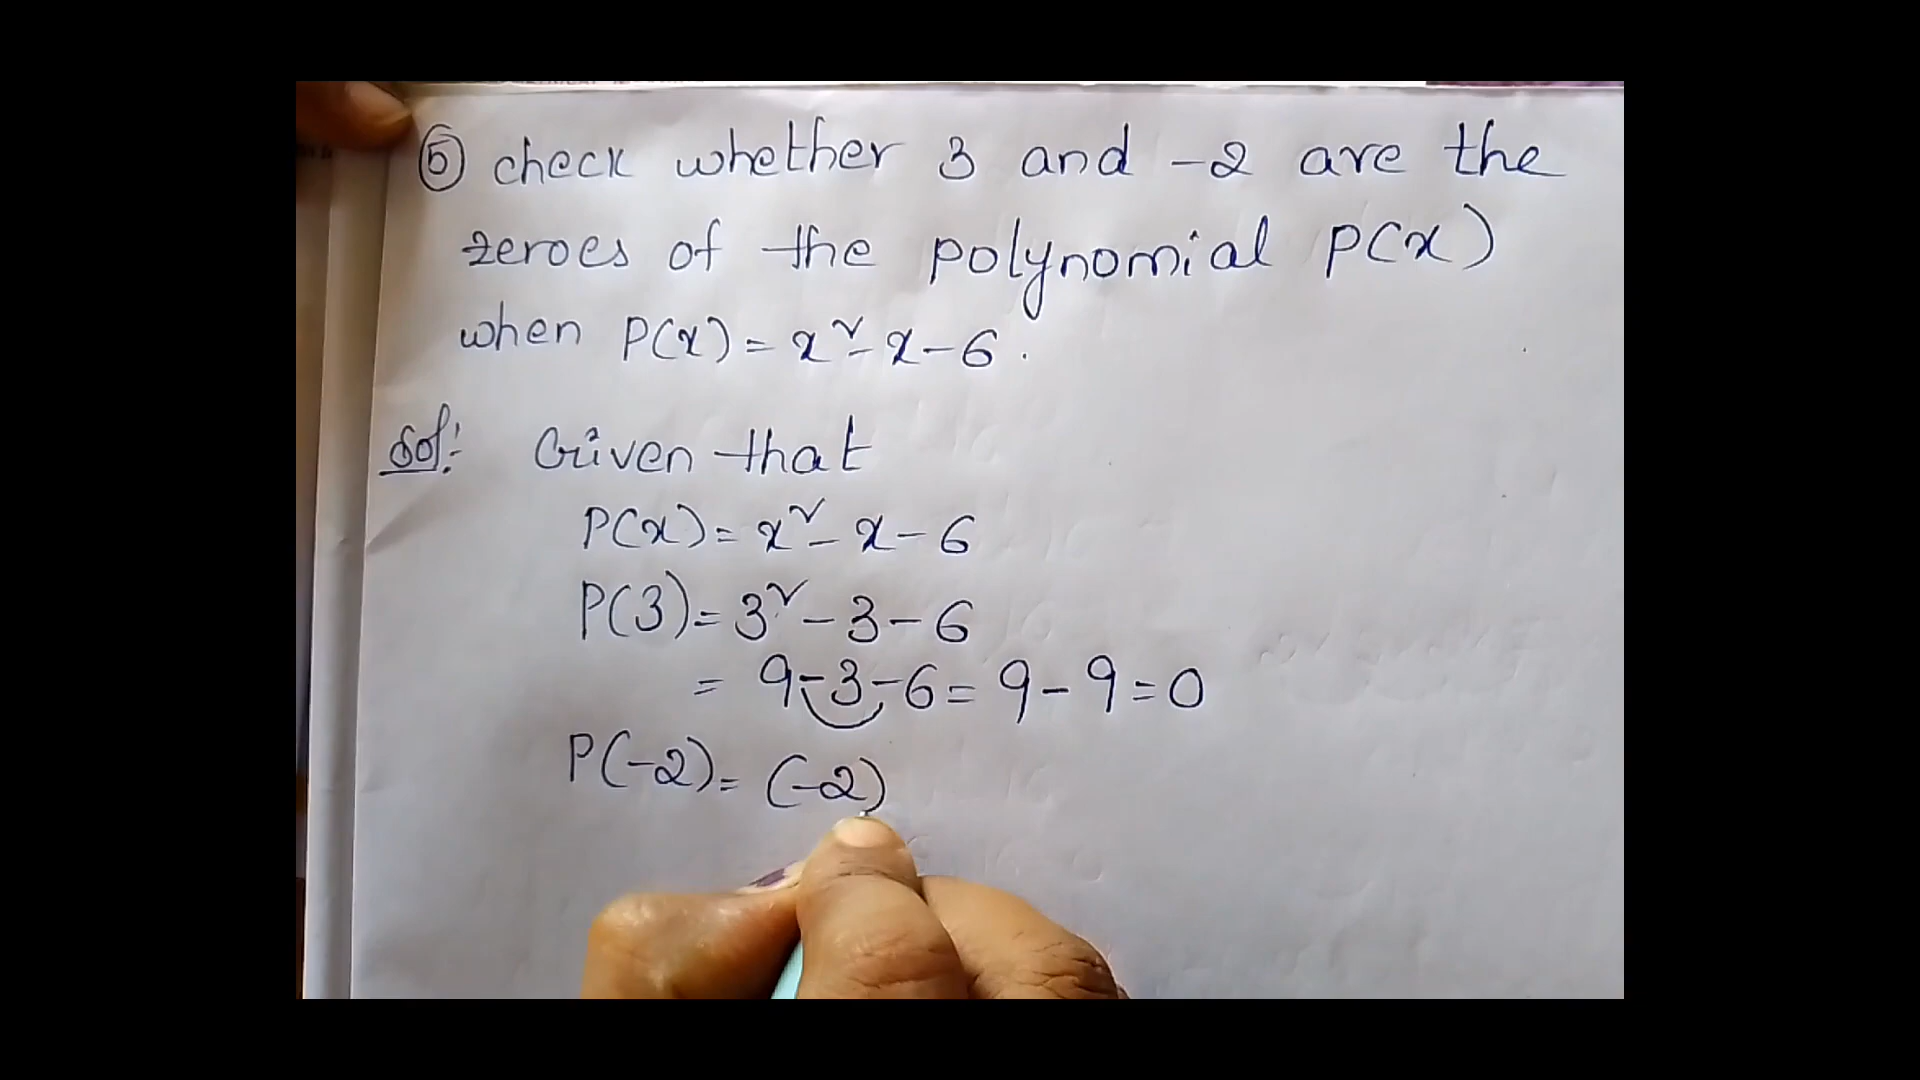 ⑤ check whether 3 and -2 are the
zeroes of the polynomial P(x)
when P(x) = x² - x - 6.
Sol: Given that
P(x) = x² - x - 6
P(3) = 3² - 3 - 6
= 9 - 3 - 6 = 9 - 9 = 0
P(-2) = (-2)